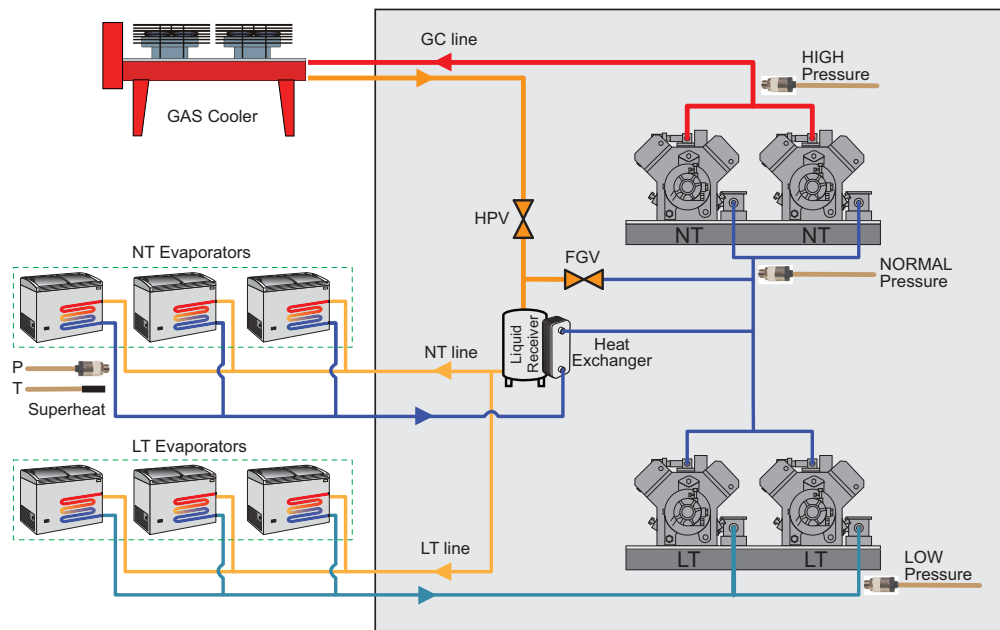 GC line
HIGH
Pressure
GAS Cooler
HPV
NT
NT
NT Evaporators
FGV
NORMAL
Pressure
Liquid
Receiver
Heat
Exchanger
NT line
P
T
Superheat
LT Evaporators
LT line
LT
LT
LOW
Pressure